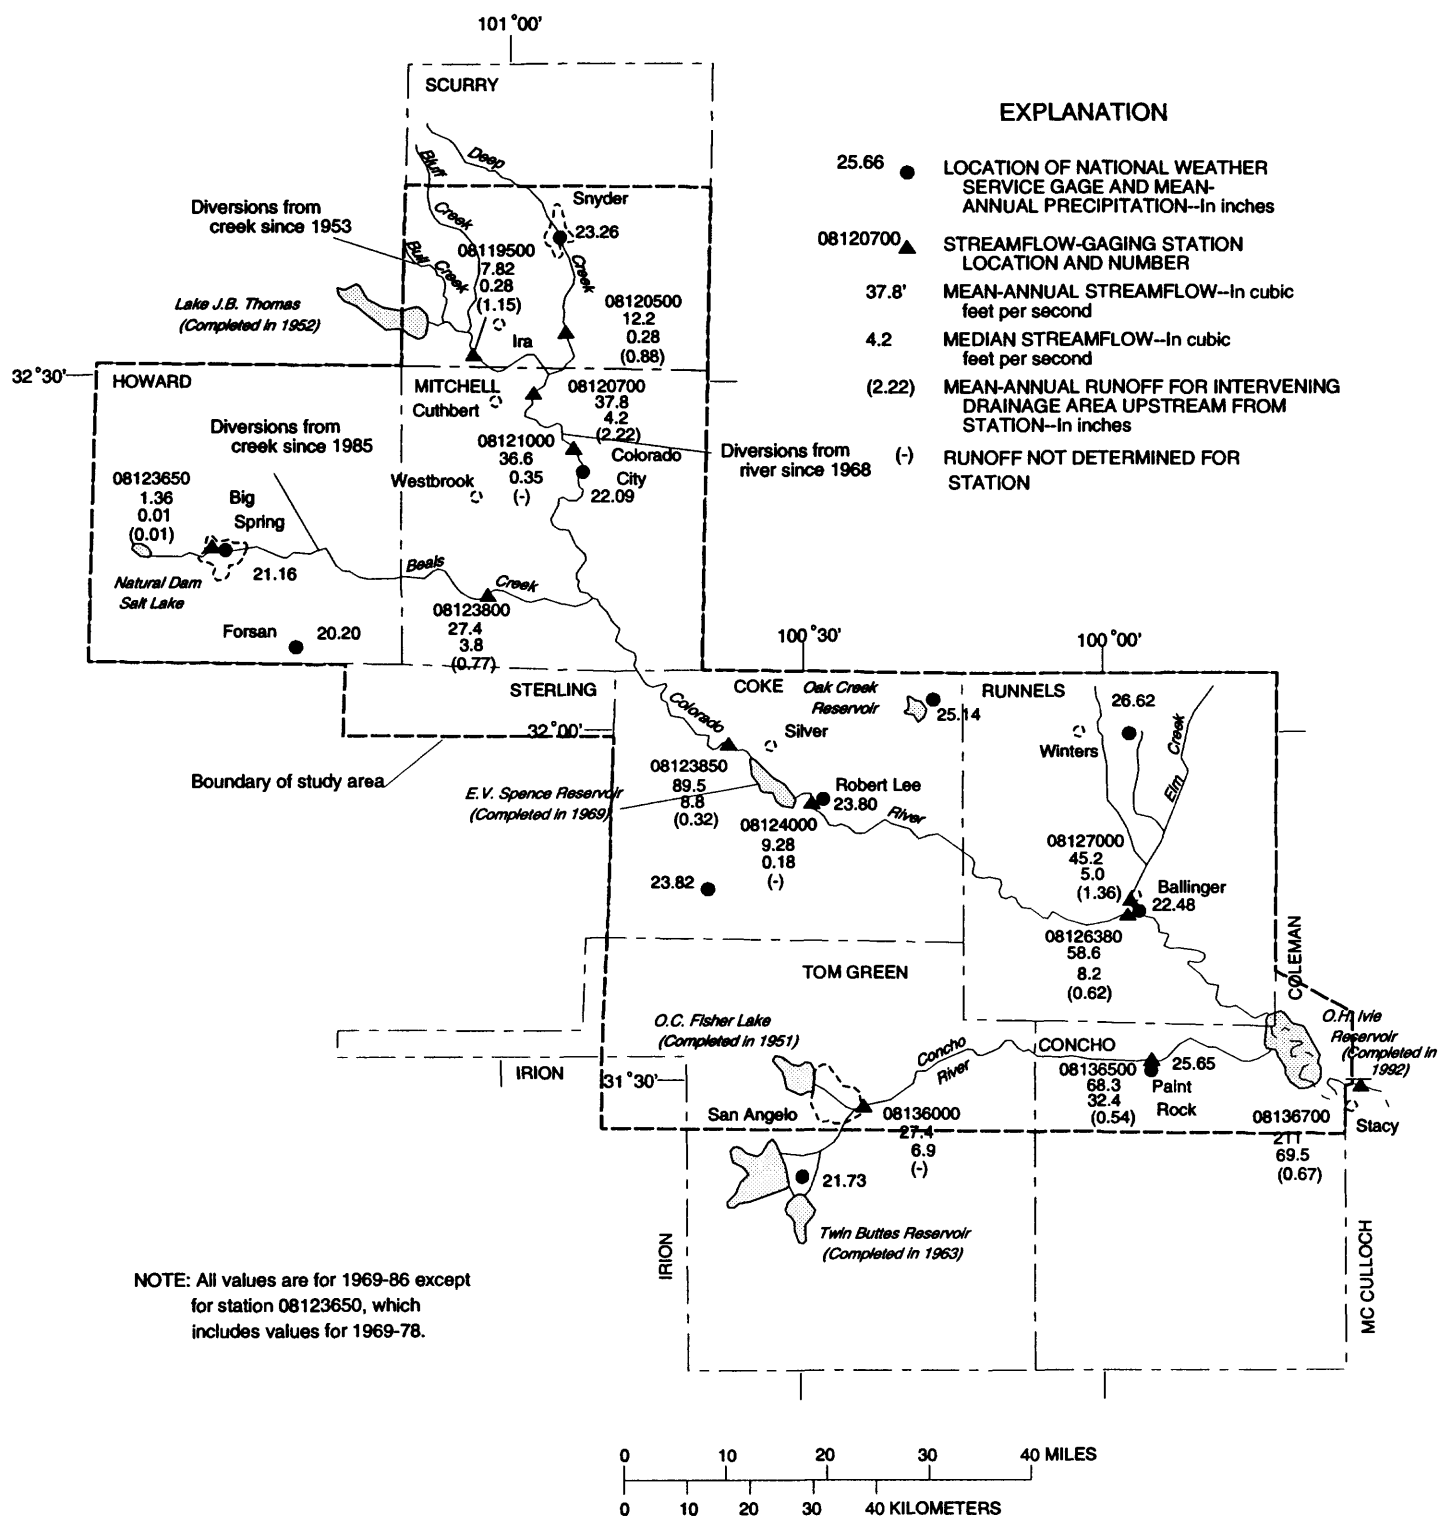 101°00'
SCURRY
EXPLANATION
25.66
LOCATION OF NATIONAL WEATHER
SERVICE GAGE AND MEAN-
ANNUAL PRECIPITATION--In inches
08120700
STREAMFLOW-GAGING STATION
LOCATION AND NUMBER
37.8'
MEAN-ANNUAL STREAMFLOW--In cubic
feet per second
4.2
MEDIAN STREAMFLOW--In cubic
feet per second
(2.22)
MEAN-ANNUAL RUNOFF FOR INTERVENING
DRAINAGE AREA UPSTREAM FROM
STATION--In inches
(-)
RUNOFF NOT DETERMINED FOR
STATION
Deep
Creek
Bluff
Creek
Bull
Creek
Snyder
23.26
Diversions from
creek since 1953
08119500
7.82
0.28
(1.15)
Lake J.B. Thomas
(Completed in 1952)
Ira
08120500
12.2
0.28
(0.88)
32°30'
HOWARD
MITCHELL
Cuthbert
08120700
37.8
4.2
(2.22)
Diversions from
creek since 1985
08121000
36.6
0.35
(-)
Colorado
City
22.09
Diversions from
river since 1968
Westbrook
08123650
1.36
0.01
(0.01)
Big
Spring
21.16
Natural Dam
Salt Lake
Beals
Creek
08123800
27.4
3.8
(0.77)
Forsan
20.20
100°30'
100°00'
STERLING
COKE
Oak Creek
Reservoir
25.14
RUNNELS
26.62
Winters
Elm Creek
32°00'
Colorado
Silver
Boundary of study area
E.V. Spence Reservoir
(Completed in 1969)
08123850
89.5
8.8
(0.32)
Robert Lee
23.80
River
08124000
9.28
0.18
(-)
23.82
08127000
45.2
5.0
(1.36)
Ballinger
22.48
08126380
58.6
8.2
(0.62)
COLEMAN
TOM GREEN
O.C. Fisher Lake
(Completed in 1951)
Concho
River
CONCHO
O.H. Ivie
Reservoir
(Completed in
1992)
IRION
31°30'
08136500
68.3
32.4
(0.54)
25.65
Paint
Rock
San Angelo
08136000
27.4
6.9
(-)
08136700
211
69.5
(0.67)
Stacy
21.73
Twin Buttes Reservoir
(Completed in 1963)
IRION
MC CULLOCH
NOTE: All values are for 1969-86 except
for station 08123650, which
includes values for 1969-78.
0 10 20 30 40 MILES
0 10 20 30 40 KILOMETERS